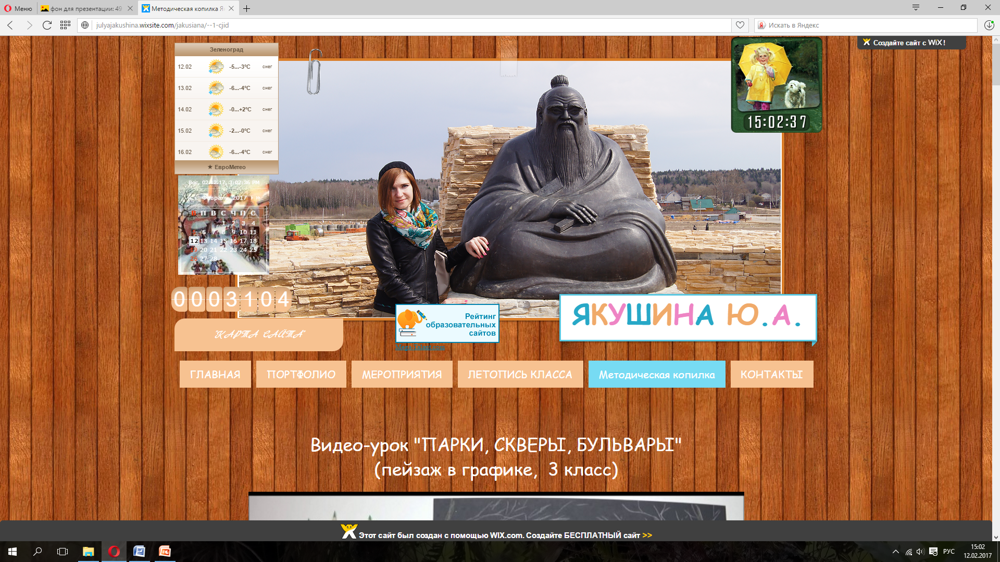 Меню
фон для презентации: 49
Методическая копилка Я
julyajakushina.wixsite.com/jakusiana/--1-cjid
Искать в Яндекс
Создайте сайт с WiX!
Зеленоград
12.02 -5...-3°C снег
13.02 -6...-4°C снег
14.02 -0...+2°C снег
15.02 -2...-0°C снег
16.02 -6...-4°C снег
★ ЕвроМетео
15:02:37
Вос, 02.12.17, 3:02:36 PM
Февраль 2017
В П В С Ч П С
1 2 3 4
5 6 7 8 9 10 11
12 13 14 15 16 17 18
19 20 21 22 23 24 25
26 27 28
0003104
"КАРТА САЙТА"
Рейтинг
образовательных
сайтов
ЯКУШИНА Ю.А.
ГЛАВНАЯ
ПОРТФОЛИО
МЕРОПРИЯТИЯ
ЛЕТОПИСЬ КЛАССА
Методическая копилка
КОНТАКТЫ
Видео-урок "ПАРКИ, СКВЕРЫ, БУЛЬВАРЫ"
(пейзаж в графике, 3 класс)
Этот сайт был создан с помощью WIX.com. Создайте БЕСПЛАТНЫЙ сайт >>
РУС
15:02
12.02.2017